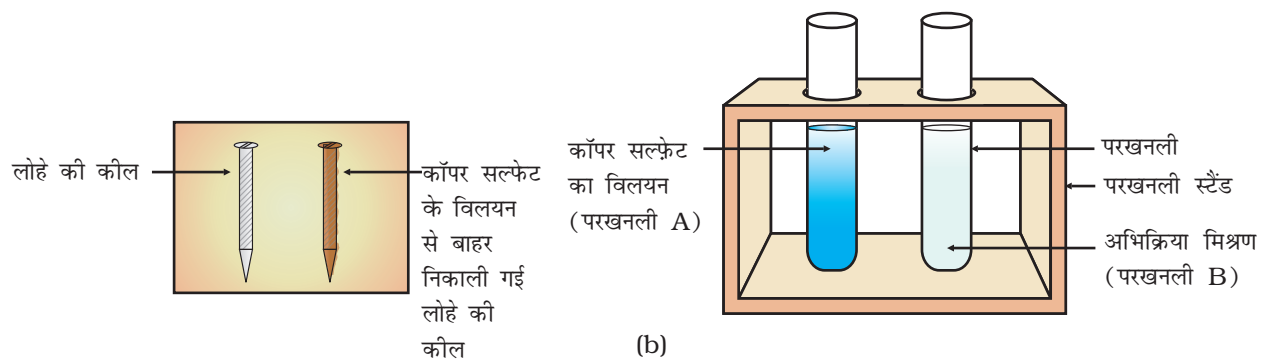 लोहे की कील
कॉपर सल्फेट
के विलयन
से बाहर
निकाली गई
लोहे की
कील
कॉपर सल्फ़ेट
का विलयन
(परखनली A)
परखनली
परखनली स्टैंड
अभिक्रिया मिश्रण
(परखनली B)
(b)